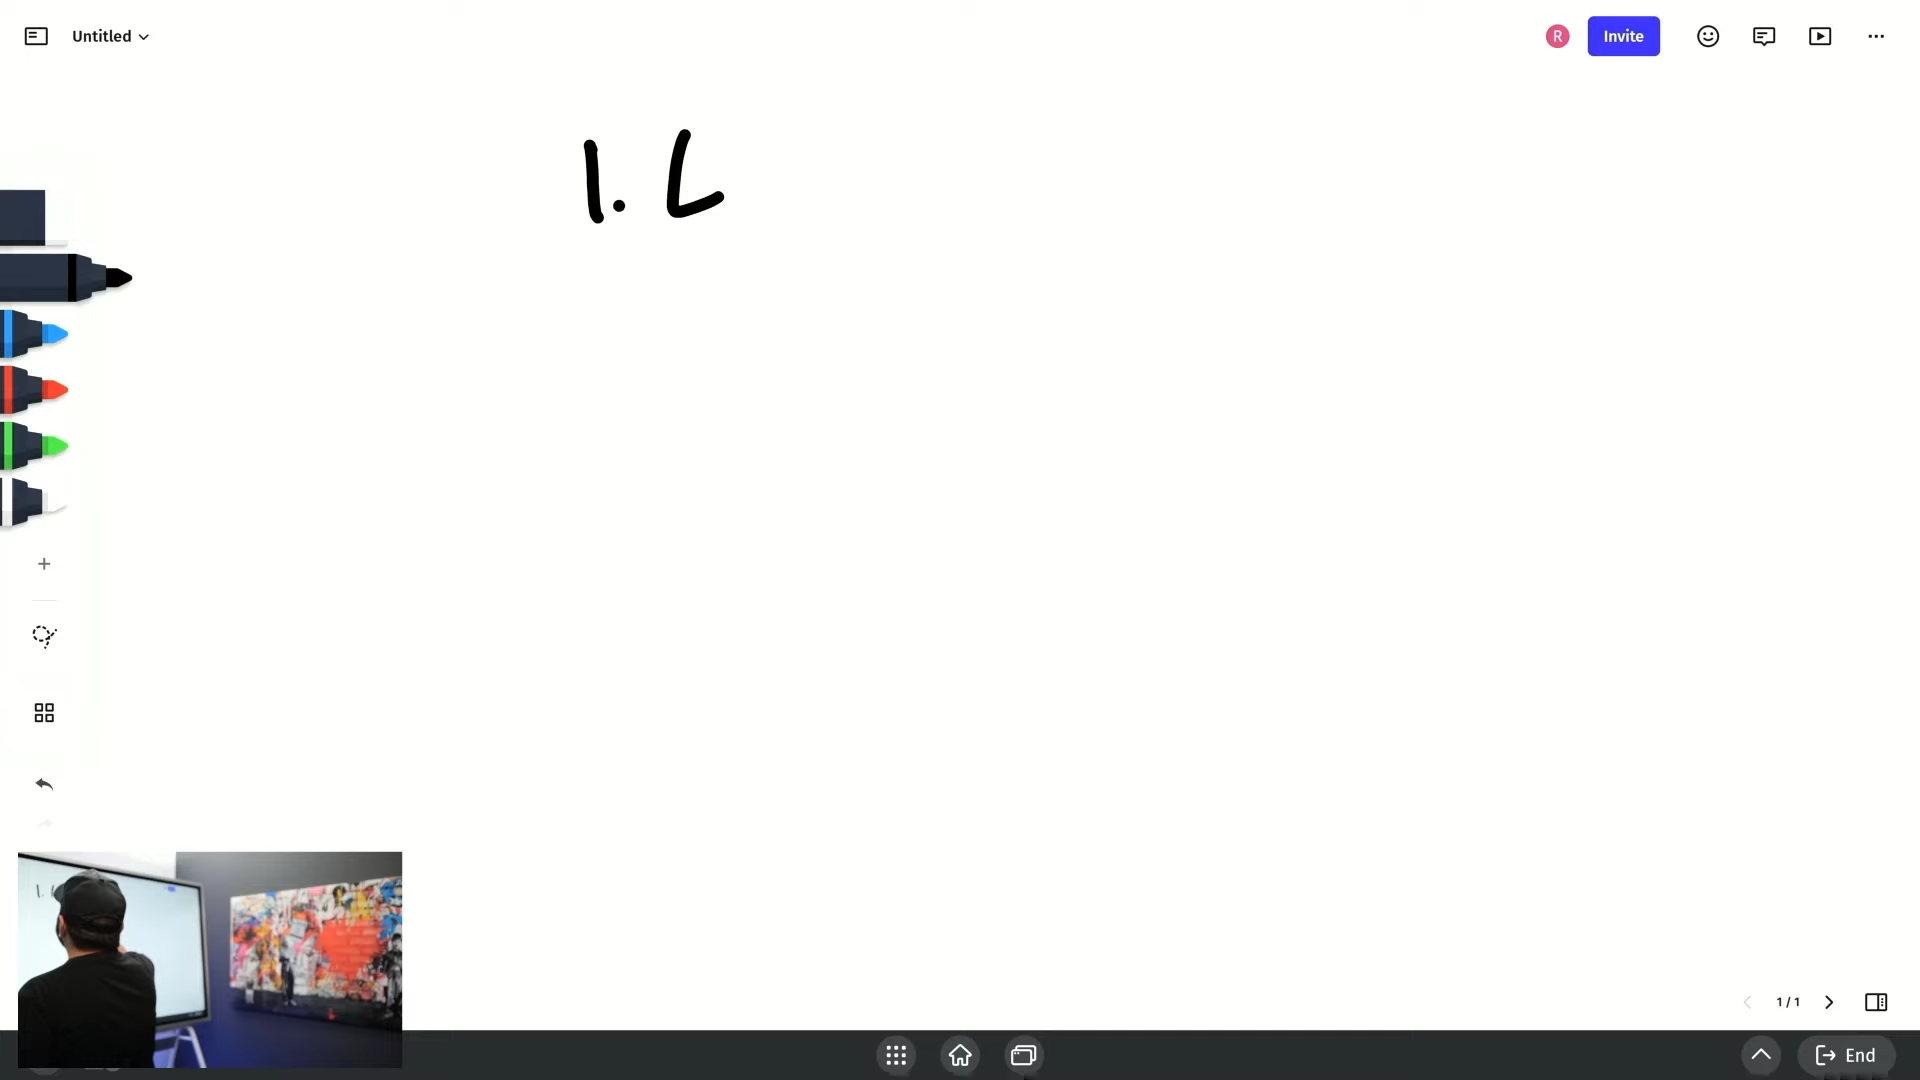 Untitled
R
Invite
1. L
1 / 1
End